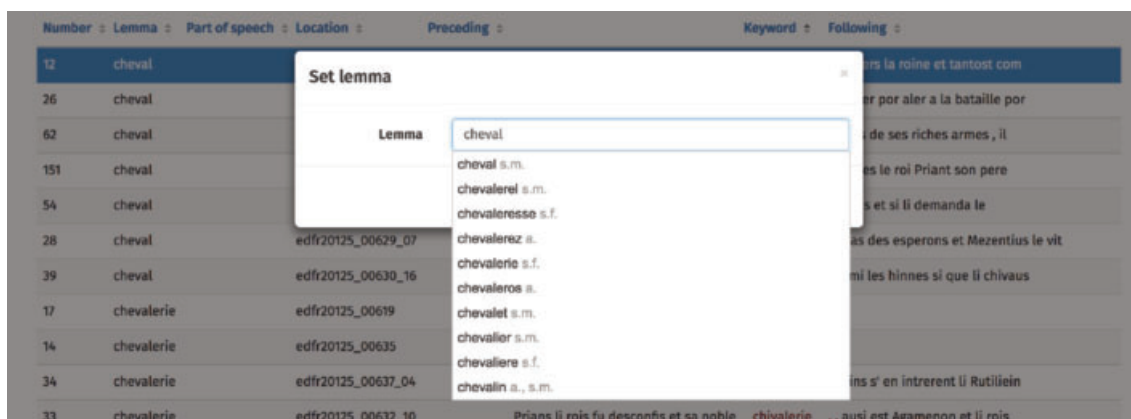 Number Lemma Part of speech Location Preceding Keyword Following
12 cheval ers la roine et tantost com
Set lemma ×
26 cheval er por aler a la bataille por
62 cheval Lemma cheval de ses riches armes , il
cheval s.m.
151 cheval es le roi Priant son pere
chevalerel s.m.
54 cheval chevaleresse s.f. s et si li demanda le
28 cheval edfr20125_00629_07 chevalerez a. as des esperons et Mezentius le vit
chevalerie s.f.
39 cheval edfr20125_00630_16 mi les hinnes si que li chivaus
chevaleros a.
17 chevalerie edfr20125_00619 chevalet s.m.
14 chevalerie edfr20125_00635 chevalier s.m.
chevaliere s.f.
34 chevalerie edfr20125_00637_04 chevalin a., s.m. ins s' en intrerent li Rutiliein
33 chevalerie edfr20125_00632_10 Prians li rois fu desconfis et sa noble chivalerie ausi est Agamenon et li rois